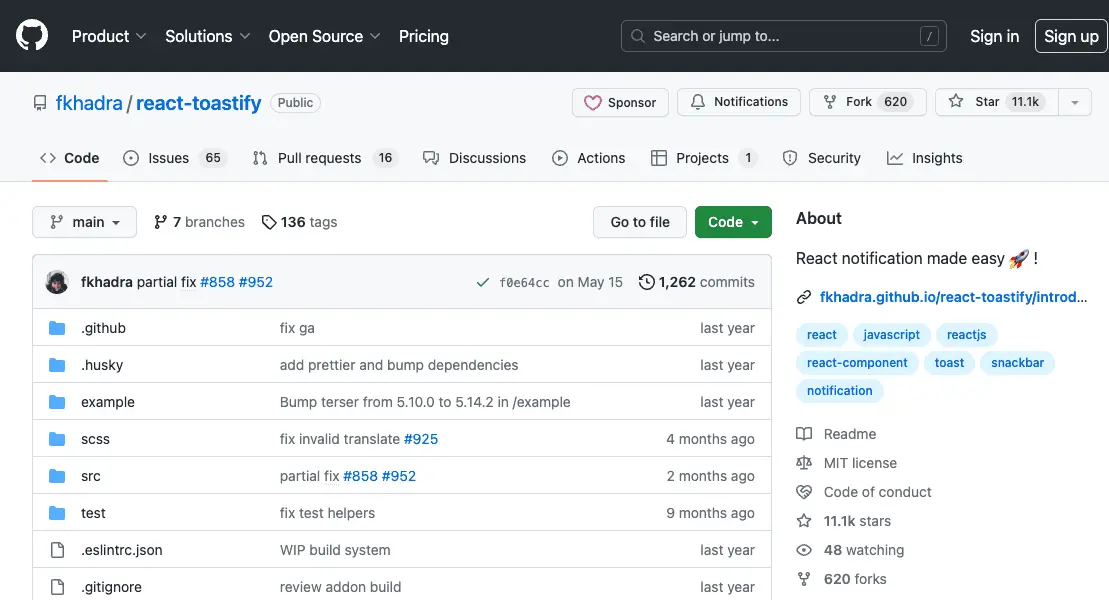 Product Solutions Open Source Pricing Search or jump to... / Sign in Sign up
fkhadra / react-toastify Public Sponsor Notifications Fork 620 Star 11.1k
Code Issues 65 Pull requests 16 Discussions Actions Projects 1 Security Insights
main 7 branches 136 tags Go to file Code
fkhadra partial fix #858 #952 f0e64cc on May 15 1,262 commits
.github fix ga last year
.husky add prettier and bump dependencies last year
example Bump terser from 5.10.0 to 5.14.2 in /example last year
scss fix invalid translate #925 4 months ago
src partial fix #858 #952 2 months ago
test fix test helpers 9 months ago
.eslintrc.json WIP build system last year
.gitignore review addon build last year
About
React notification made easy 🚀 !
fkhadra.github.io/react-toastify/introd...
react javascript reactjs
react-component toast snackbar
notification
Readme
MIT license
Code of conduct
11.1k stars
48 watching
620 forks